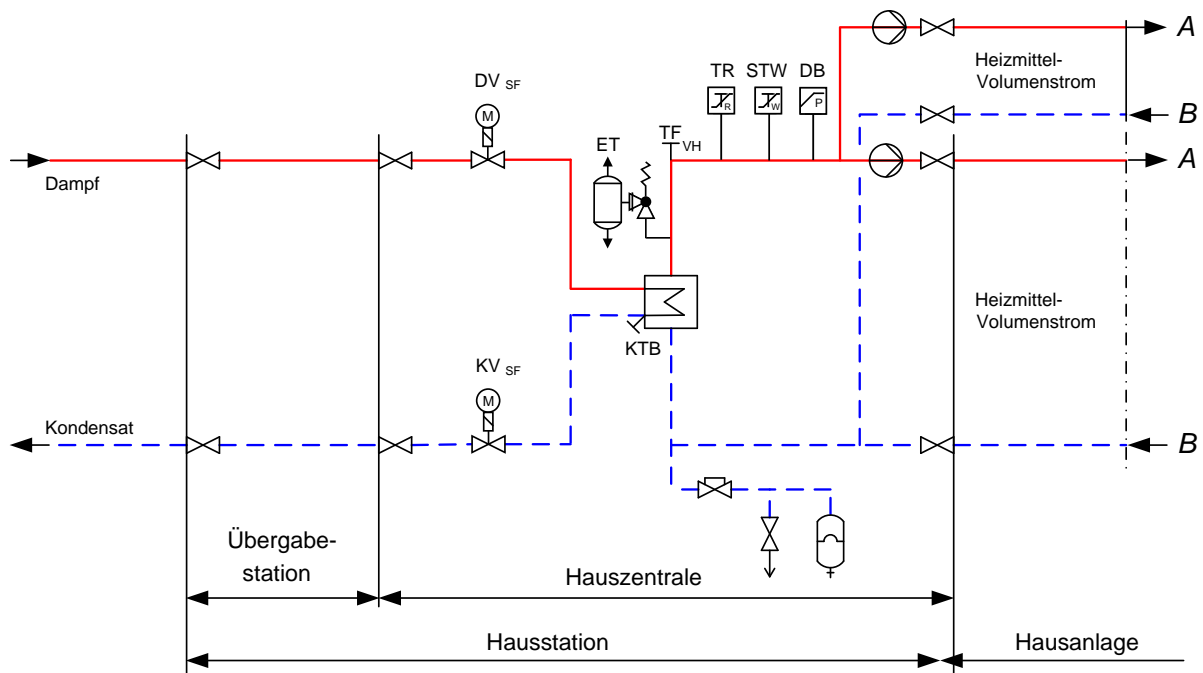 A
TR STW DB
Heizmittel-
Volumenstrom
DV SF
M
R
W
P
B
ET
TF VH
A
Dampf
Heizmittel-
Volumenstrom
KTB
KV SF
M
Kondensat
B
Übergabe-
station
Hauszentrale
Hausstation
Hausanlage